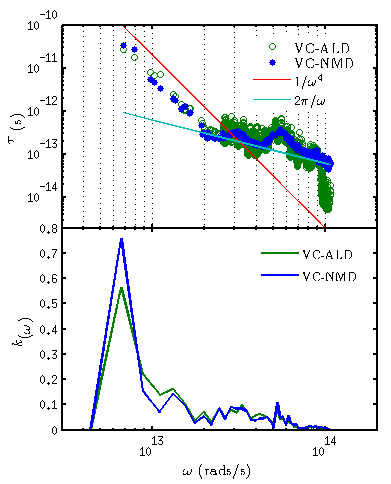 10^-10
VC-ALD
VC-NMD
1/ω^4
2π/ω
10^-11
10^-12
10^-13
10^-14
τ (s)
0.8
0.7
0.6
0.5
0.4
0.3
0.2
0.1
0
k(ω)
VC-ALD
VC-NMD
10^13
10^14
ω (rads/s)